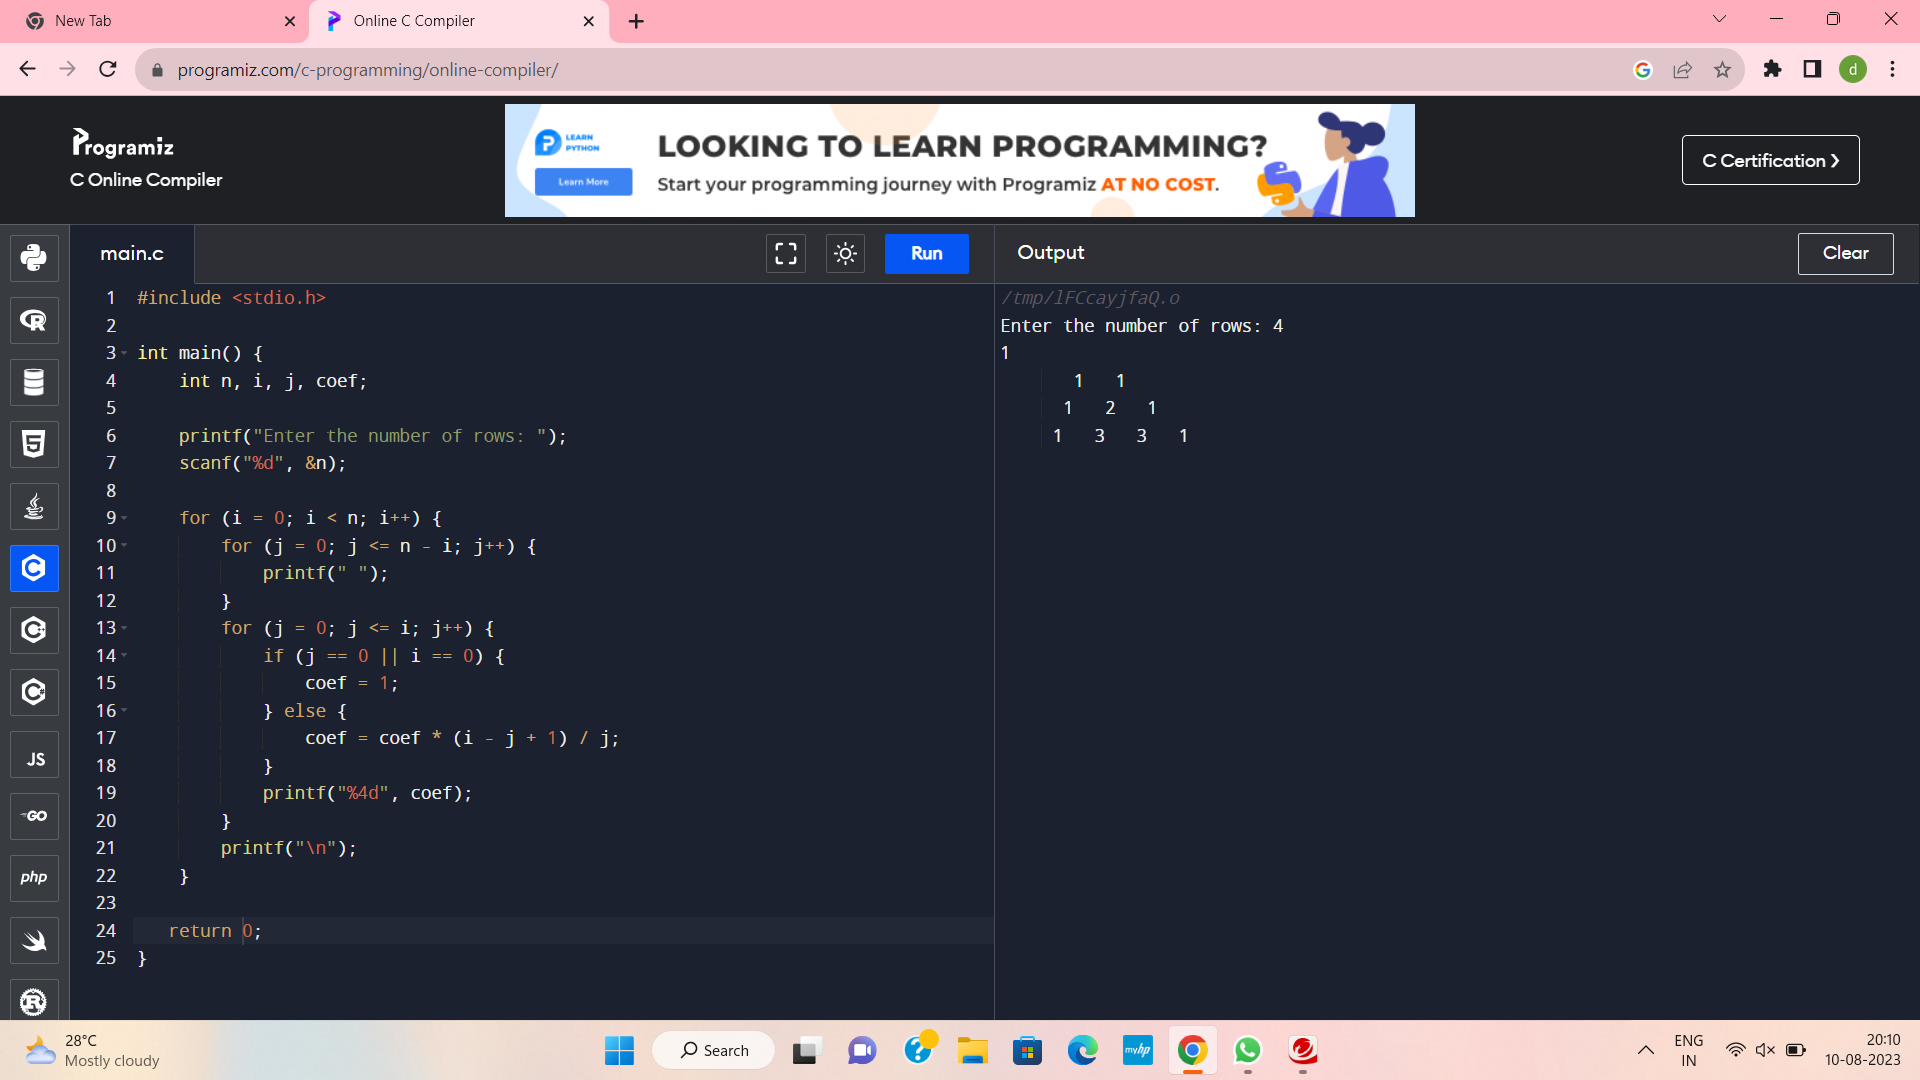 New Tab
Online C Compiler
programiz.com/c-programming/online-compiler/
d
Programiz
C Online Compiler
LEARN
PYTHON
Learn More
LOOKING TO LEARN PROGRAMMING?
Start your programming journey with Programiz AT NO COST.
C Certification ❯
main.c
Run
Output
Clear
1 #include <stdio.h>
2
3 int main() {
4     int n, i, j, coef;
5
6     printf("Enter the number of rows: ");
7     scanf("%d", &n);
8
9     for (i = 0; i < n; i++) {
10         for (j = 0; j <= n - i; j++) {
11             printf(" ");
12         }
13         for (j = 0; j <= i; j++) {
14             if (j == 0 || i == 0) {
15                 coef = 1;
16             } else {
17                 coef = coef * (i - j + 1) / j;
18             }
19             printf("%4d", coef);
20         }
21         printf("\n");
22     }
23
24    return 0;
25 }
/tmp/lFCcayjfaQ.o
Enter the number of rows: 4
1
1   1
1   2   1
1   3   3   1
JS
GO
php
28°C
Mostly cloudy
Search
myhp
ENG
IN
20:10
10-08-2023